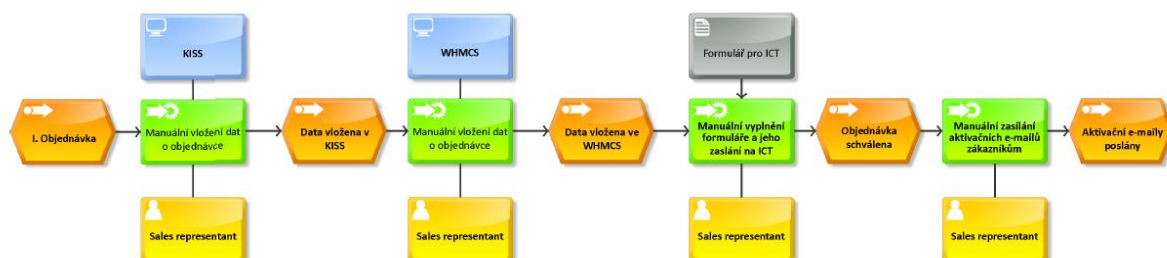 KISS
WHMCS
Formulář pro ICT
I. Objednávka
Manuální vložení dat
o objednávce
Data vložena v
KISS
Manuální vložení dat
o objednávce
Data vložena ve
WHMCS
Manuální vyplnění
formuláře a jeho
zaslání na ICT
Objednávka
schválena
Manuální zasílání
aktivačních e-mailů
zákazníkům
Aktivační e-maily
poslány
Sales representant
Sales representant
Sales representant
Sales representant